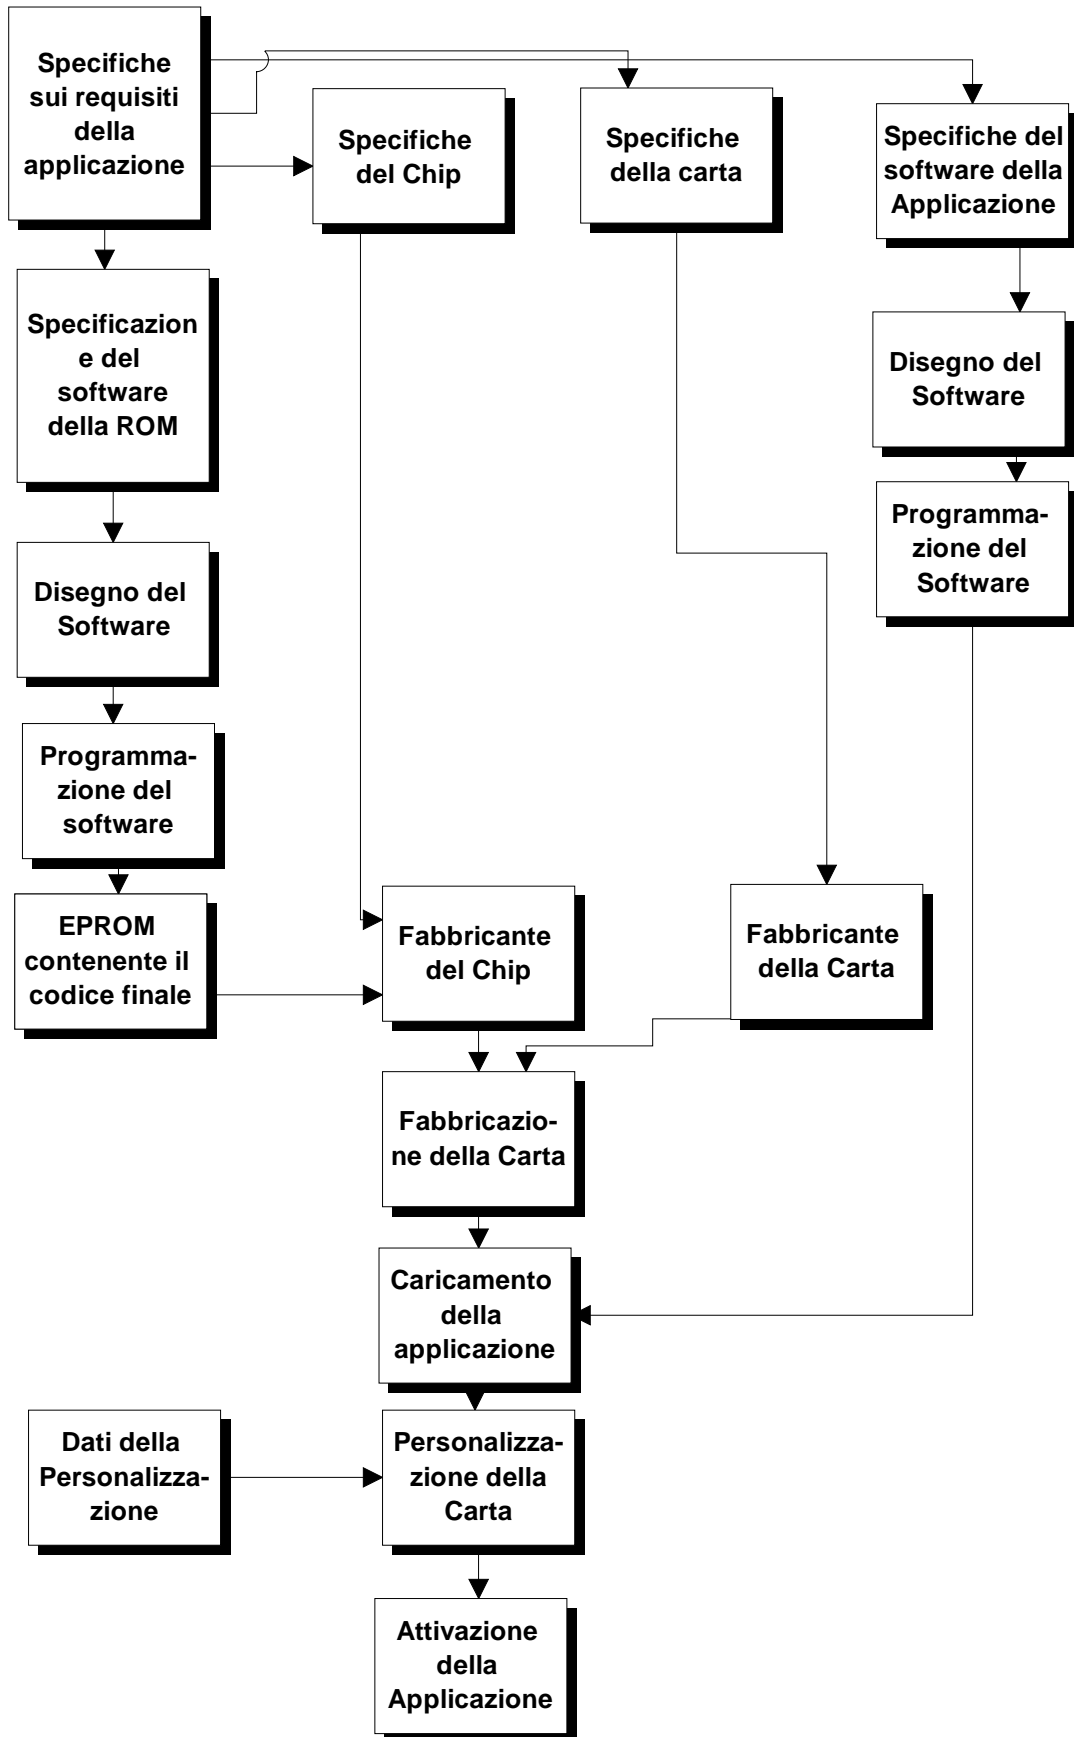 Specifiche
sui requisiti
della
applicazione
Specifiche
del Chip
Specifiche
della carta
Specifiche del
software della
Applicazione
Specificazion
e del
software
della ROM
Disegno del
Software
Disegno del
Software
Programma-
zione del
Software
Programma-
zione del
software
EPROM
contenente il
codice finale
Fabbricante
del Chip
Fabbricante
della Carta
Fabbricazio-
ne della Carta
Caricamento
della
applicazione
Dati della
Personalizza-
zione
Personalizza-
zione della
Carta
Attivazione
della
Applicazione